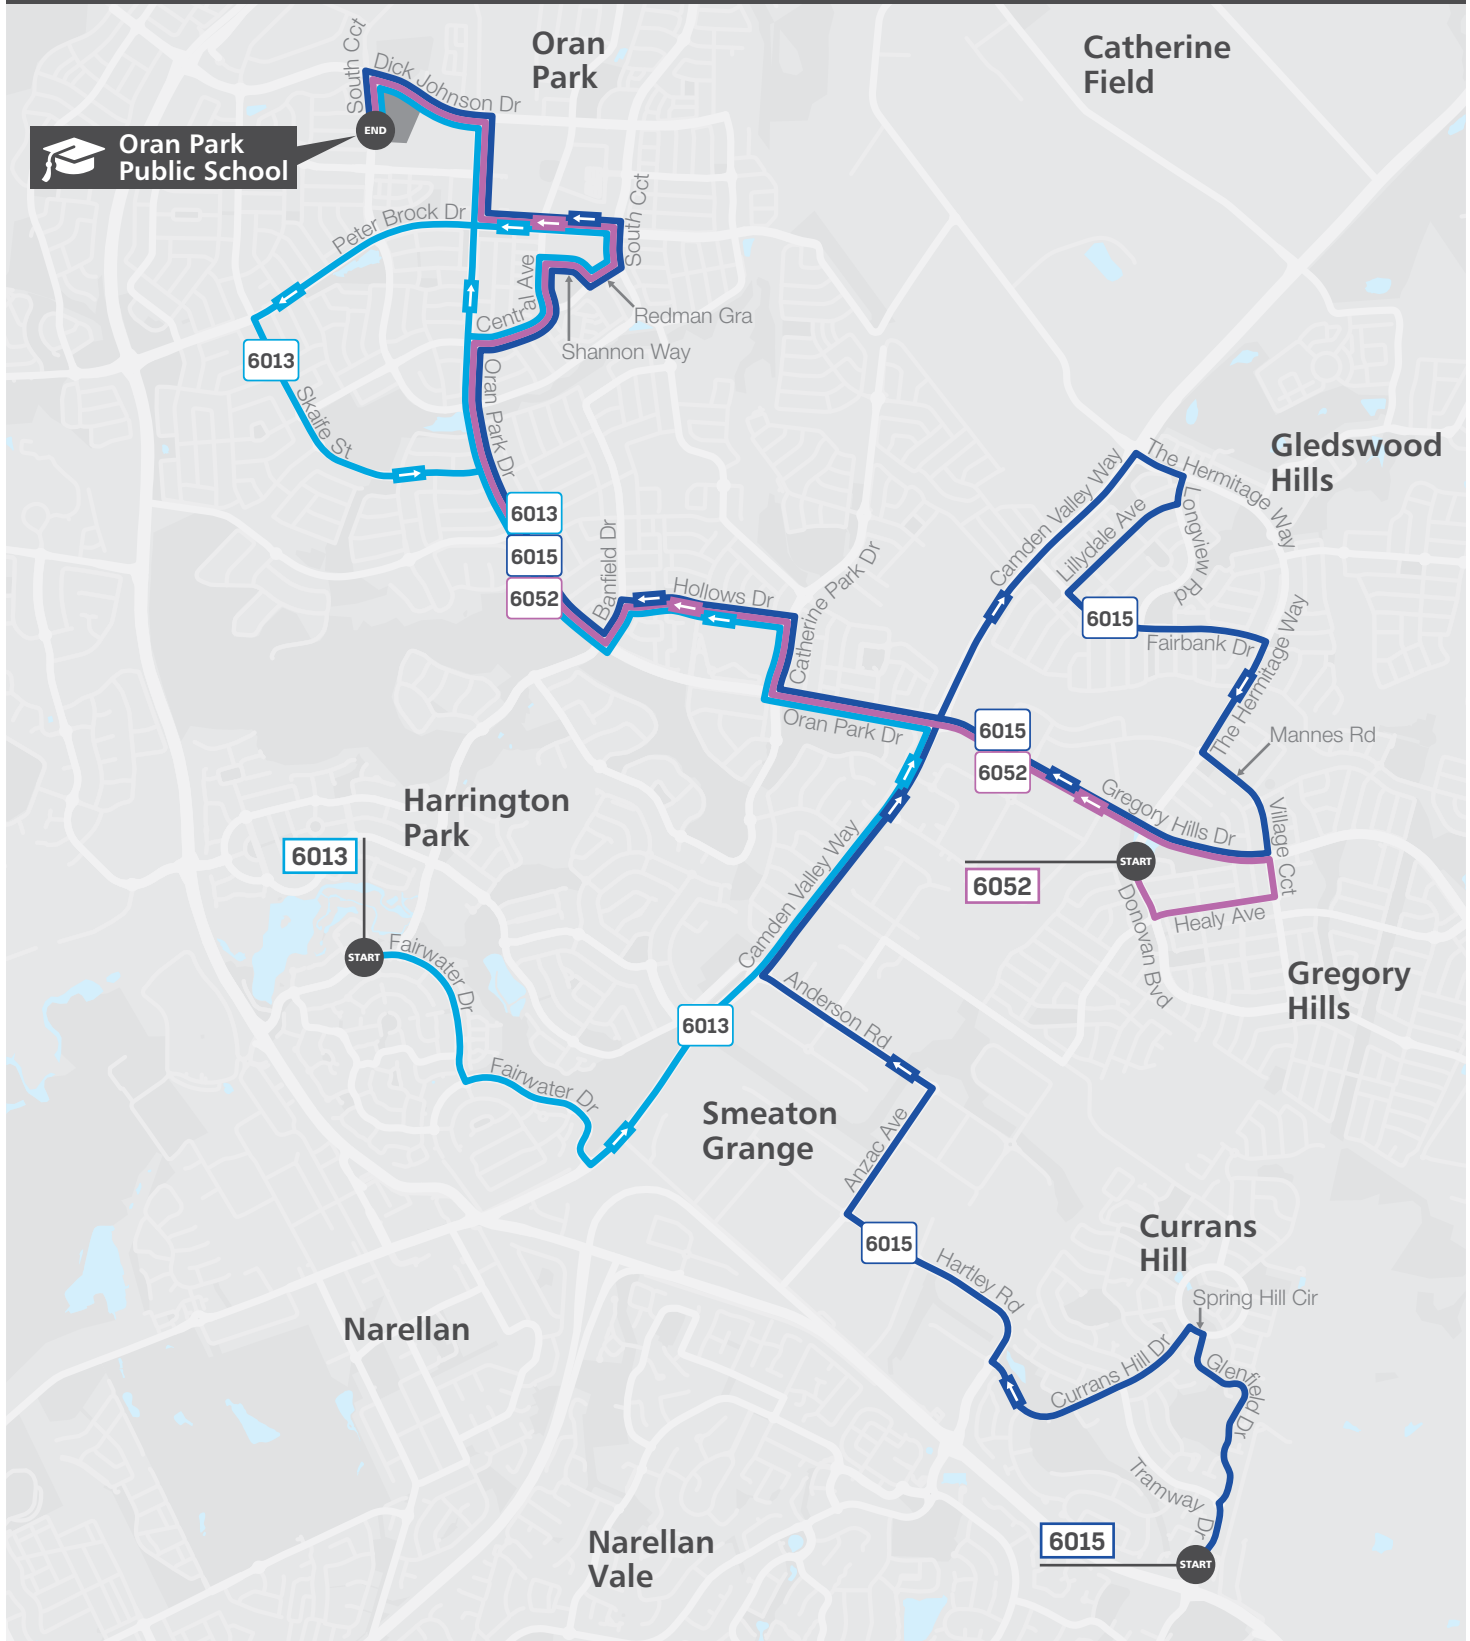 Oran
Park
Catherine
Field
South Cct
Dick Johnson Dr
END
Oran Park
Public School
Peter Brock Dr
South Cct
Central Ave
Redman Gra
Shannon Way
6013
Skaife St
Oran Park Dr
6013
6015
6052
Banfield Dr
Hollows Dr
Catherine Park Dr
Oran Park Dr
Camden Valley Way
The Hermitage Way
Gledswood
Hills
Lillydale Ave
Longview Rd
6015
Fairbank Dr
The Hermitage Way
Mannes Rd
6015
6052
Gregory Hills Dr
Village Cct
START
6052
Healy Ave
Donovan Bvd
Gregory
Hills
Harrington
Park
6013
START
Fairwater Dr
Fairwater Dr
Camden Valley Way
6013
Anderson Rd
Smeaton
Grange
Anzac Ave
6015
Hartley Rd
Currans
Hill
Spring Hill Cir
Currans Hill Dr
Glenfield Dr
Tramway Dr
6015
START
Narellan
Narellan
Vale